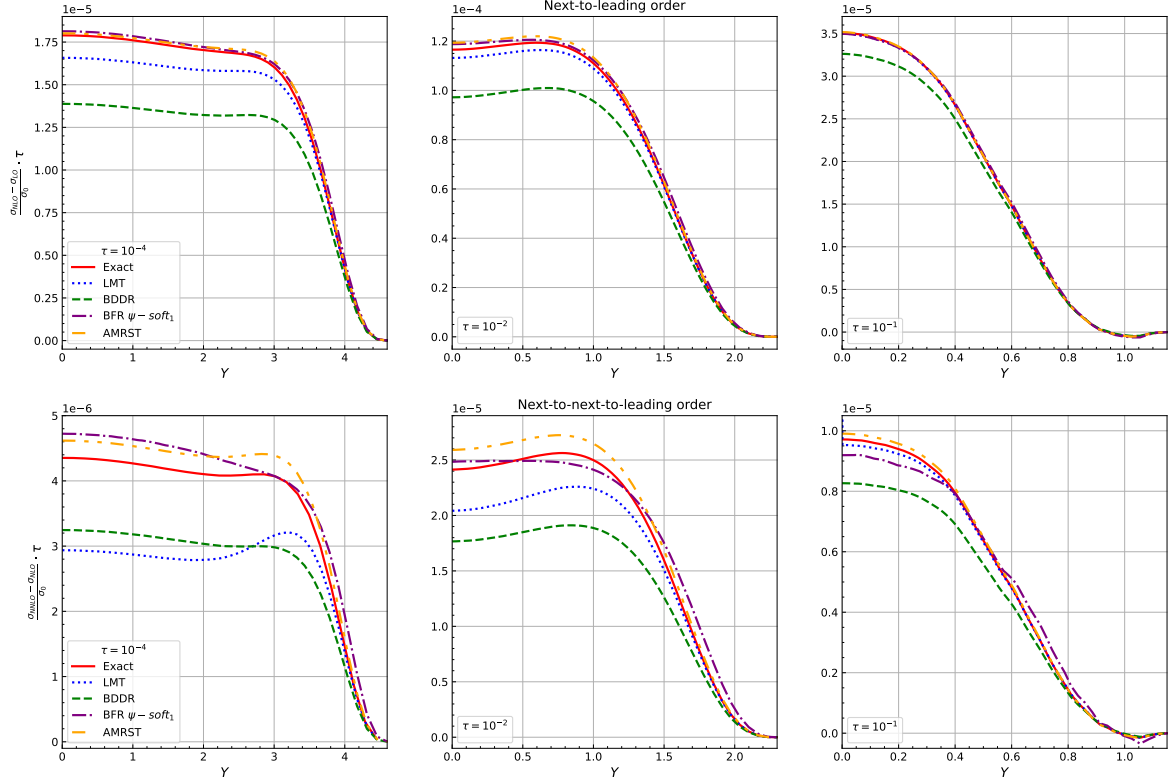 Next-to-leading order
1e−5
1e−4
1e−5
1.75
1.50
1.25
1.00
0.75
0.50
0.25
0.00
σNLO − σLO / σ0 · τ
τ = 10⁻⁴
Exact
LMT
BDDR
BFR ψ − soft₁
AMRST
0 1 2 3 4
Y
1.2
1.0
0.8
0.6
0.4
0.2
0.0
τ = 10⁻²
0.0 0.5 1.0 1.5 2.0
Y
3.5
3.0
2.5
2.0
1.5
1.0
0.5
0.0
τ = 10⁻¹
0.0 0.2 0.4 0.6 0.8 1.0
Y
Next-to-next-to-leading order
1e−6
1e−5
1e−5
5
4
3
2
1
0
σNNLO − σNLO / σ0 · τ
τ = 10⁻⁴
Exact
LMT
BDDR
BFR ψ − soft₁
AMRST
0 1 2 3 4
Y
2.5
2.0
1.5
1.0
0.5
0.0
τ = 10⁻²
0.0 0.5 1.0 1.5 2.0
Y
1.0
0.8
0.6
0.4
0.2
0.0
τ = 10⁻¹
0.0 0.2 0.4 0.6 0.8 1.0
Y